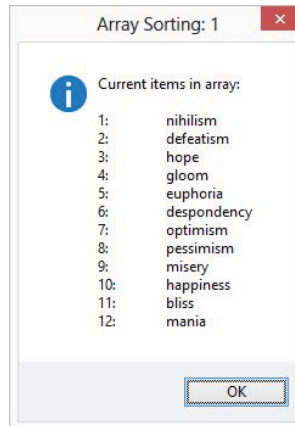 Array Sorting: 1
Current items in array:
1: nihilism
2: defeatism
3: hope
4: gloom
5: euphoria
6: despondency
7: optimism
8: pessimism
9: misery
10: happiness
11: bliss
12: mania
OK